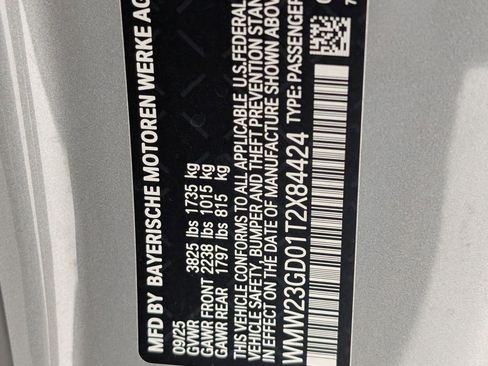 MFD BY BAYERISCHE MOTOREN WERKE AG
09/25
GVWR 3825 lbs 1735 kg
GAWR FRONT 2238 lbs 1015 kg
GAWR REAR 1797 lbs 815 kg
THIS VEHICLE CONFORMS TO ALL APPLICABLE U.S. FEDERAL
VEHICLE SAFETY, BUMPER AND THEFT PREVENTION STAN
IN EFFECT ON THE DATE OF MANUFACTURE SHOWN ABO
WMW23GD01T2X84424 TYPE: PASSENGER